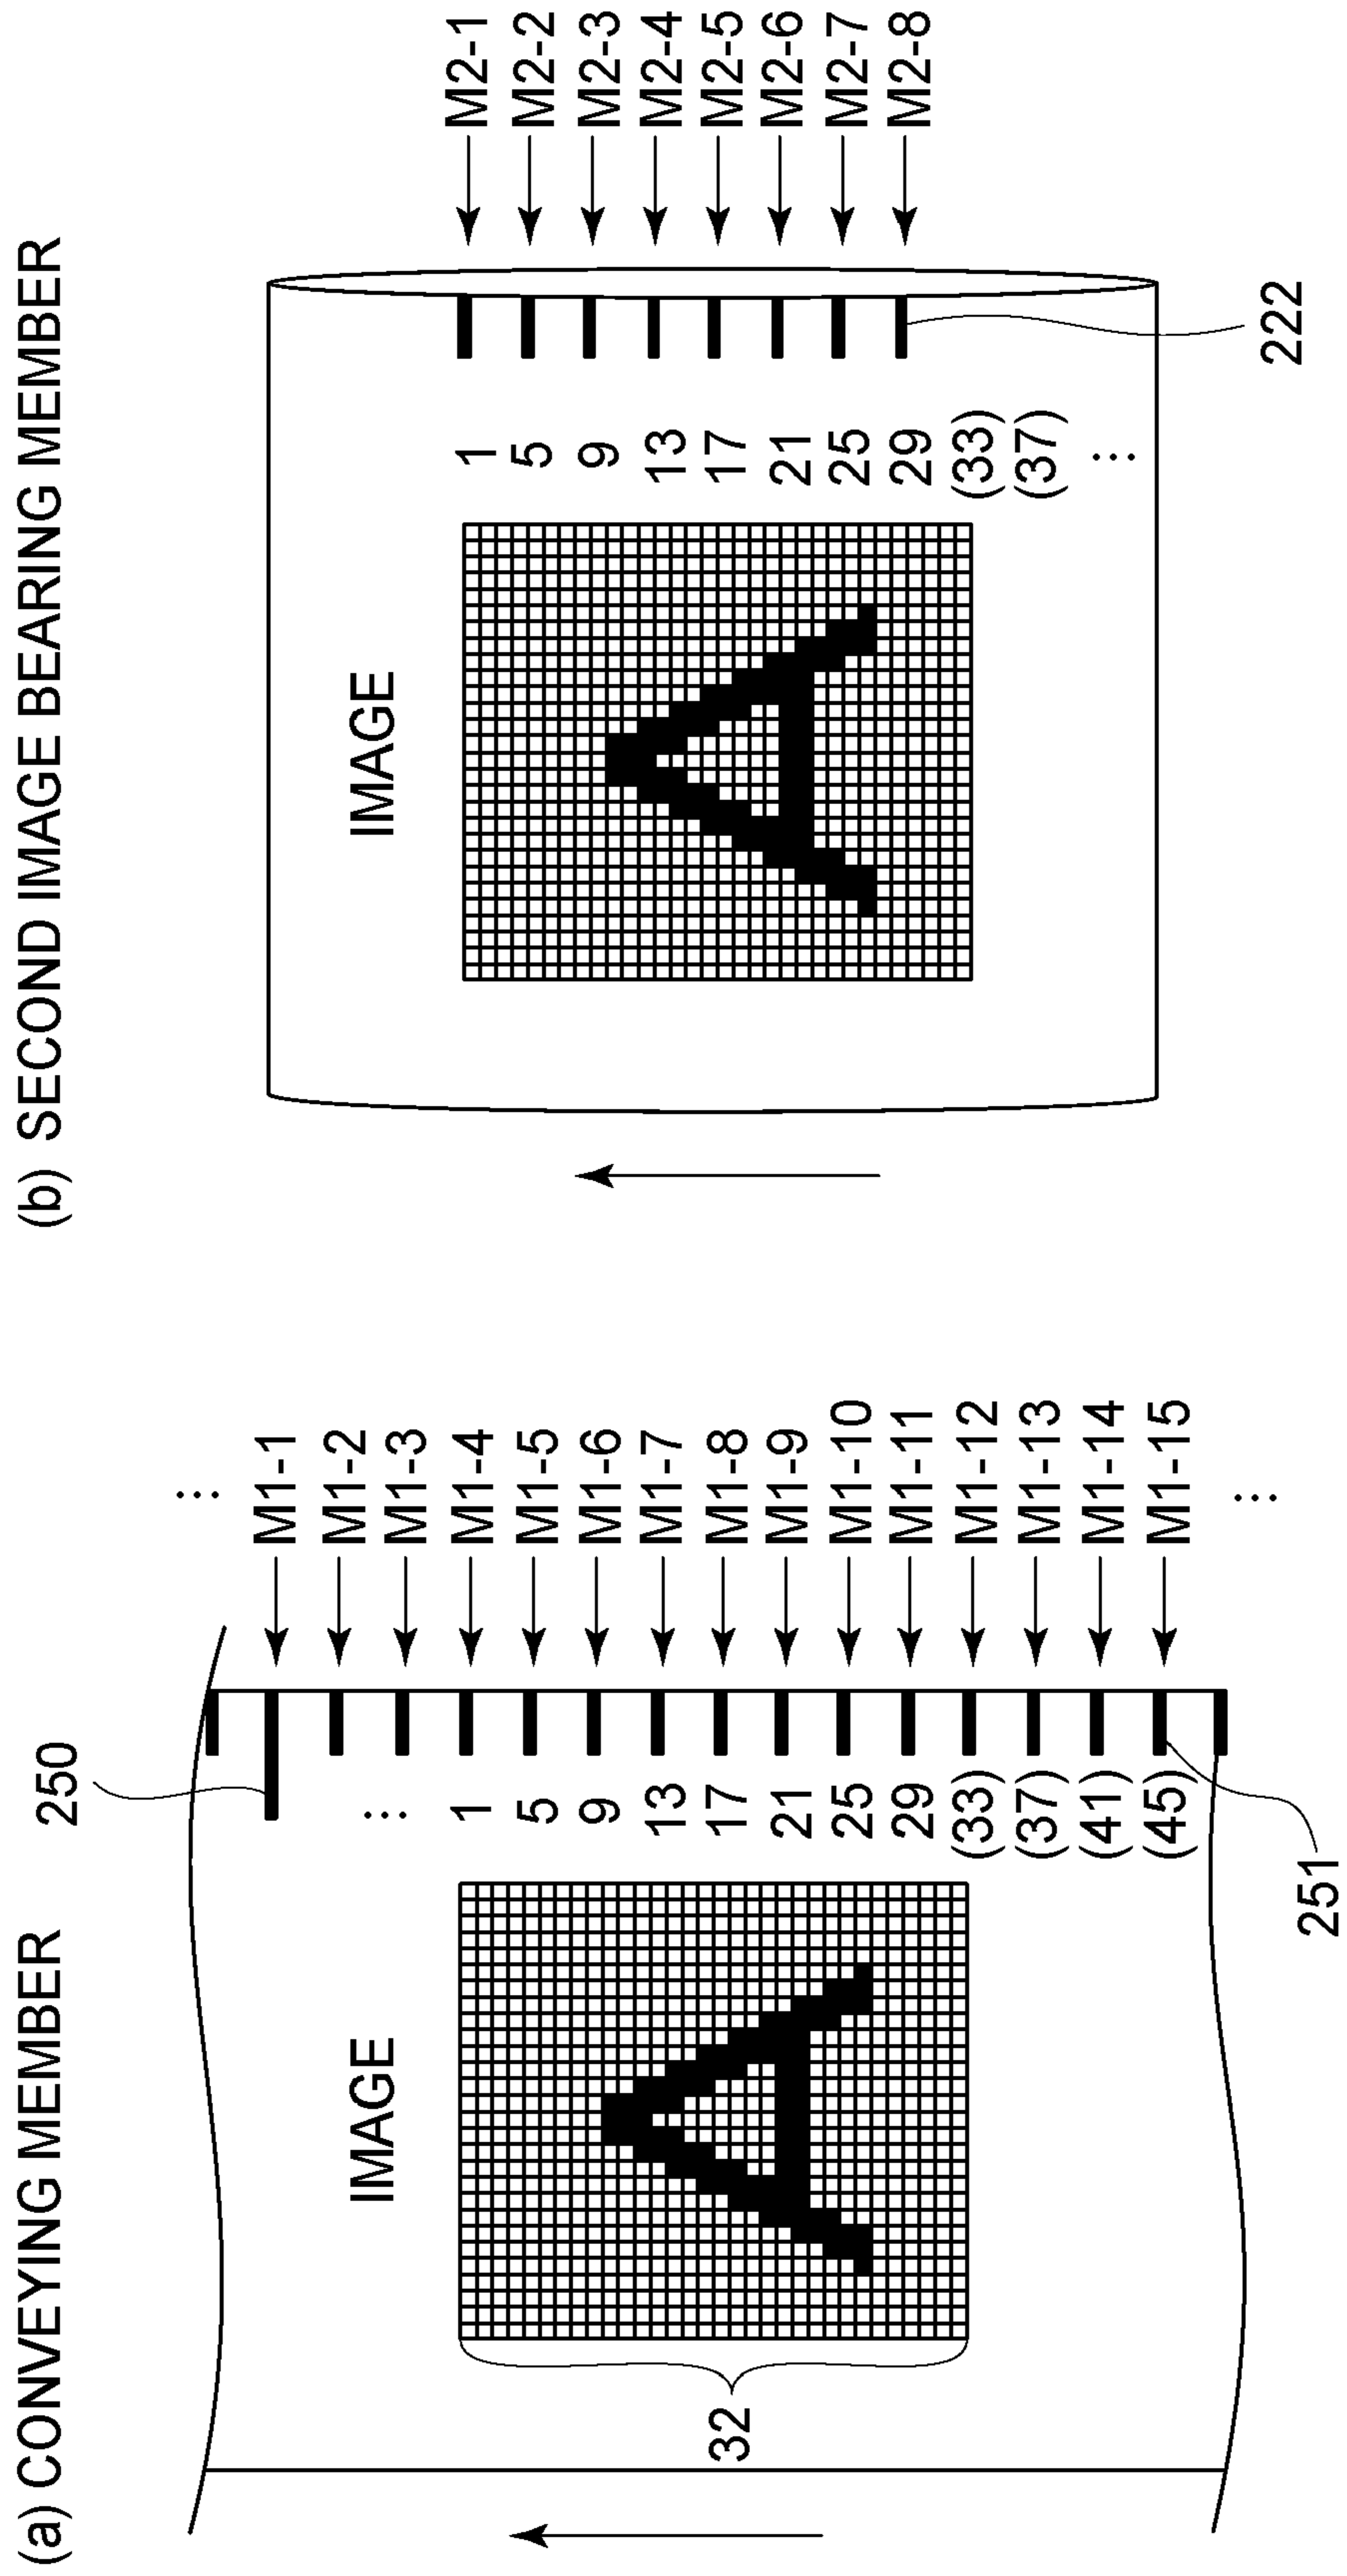 (a) CONVEYING MEMBER
250
IMAGE
32
⋮
1
5
9
13
17
21
25
29
(33)
(37)
(41)
(45)
251
⋮
M1-1
M1-2
M1-3
M1-4
M1-5
M1-6
M1-7
M1-8
M1-9
M1-10
M1-11
M1-12
M1-13
M1-14
M1-15
⋮
(b) SECOND IMAGE BEARING MEMBER
IMAGE
A
1
5
9
13
17
21
25
29
(33)
(37)
⋮
222
M2-1
M2-2
M2-3
M2-4
M2-5
M2-6
M2-7
M2-8